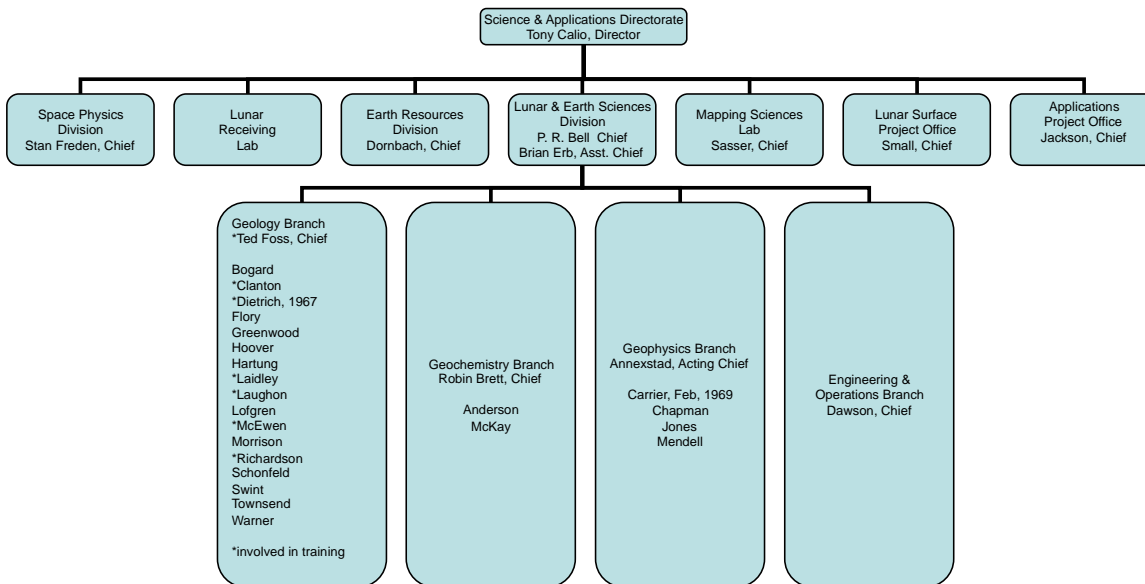 Science & Applications Directorate
Tony Calio, Director
Space Physics
Division
Stan Freden, Chief
Lunar
Receiving
Lab
Earth Resources
Division
Dornbach, Chief
Lunar & Earth Sciences
Division
P. R. Bell Chief
Brian Erb, Asst. Chief
Mapping Sciences
Lab
Sasser, Chief
Lunar Surface
Project Office
Small, Chief
Applications
Project Office
Jackson, Chief
Geology Branch
*Ted Foss, Chief
Bogard
*Clanton
*Dietrich, 1967
Flory
Greenwood
Hoover
Hartung
*Laidley
*Laughon
Lofgren
*McEwen
Morrison
*Richardson
Schonfeld
Swint
Townsend
Warner
*involved in training
Geochemistry Branch
Robin Brett, Chief
Anderson
McKay
Geophysics Branch
Annexstad, Acting Chief
Carrier, Feb, 1969
Chapman
Jones
Mendell
Engineering &
Operations Branch
Dawson, Chief